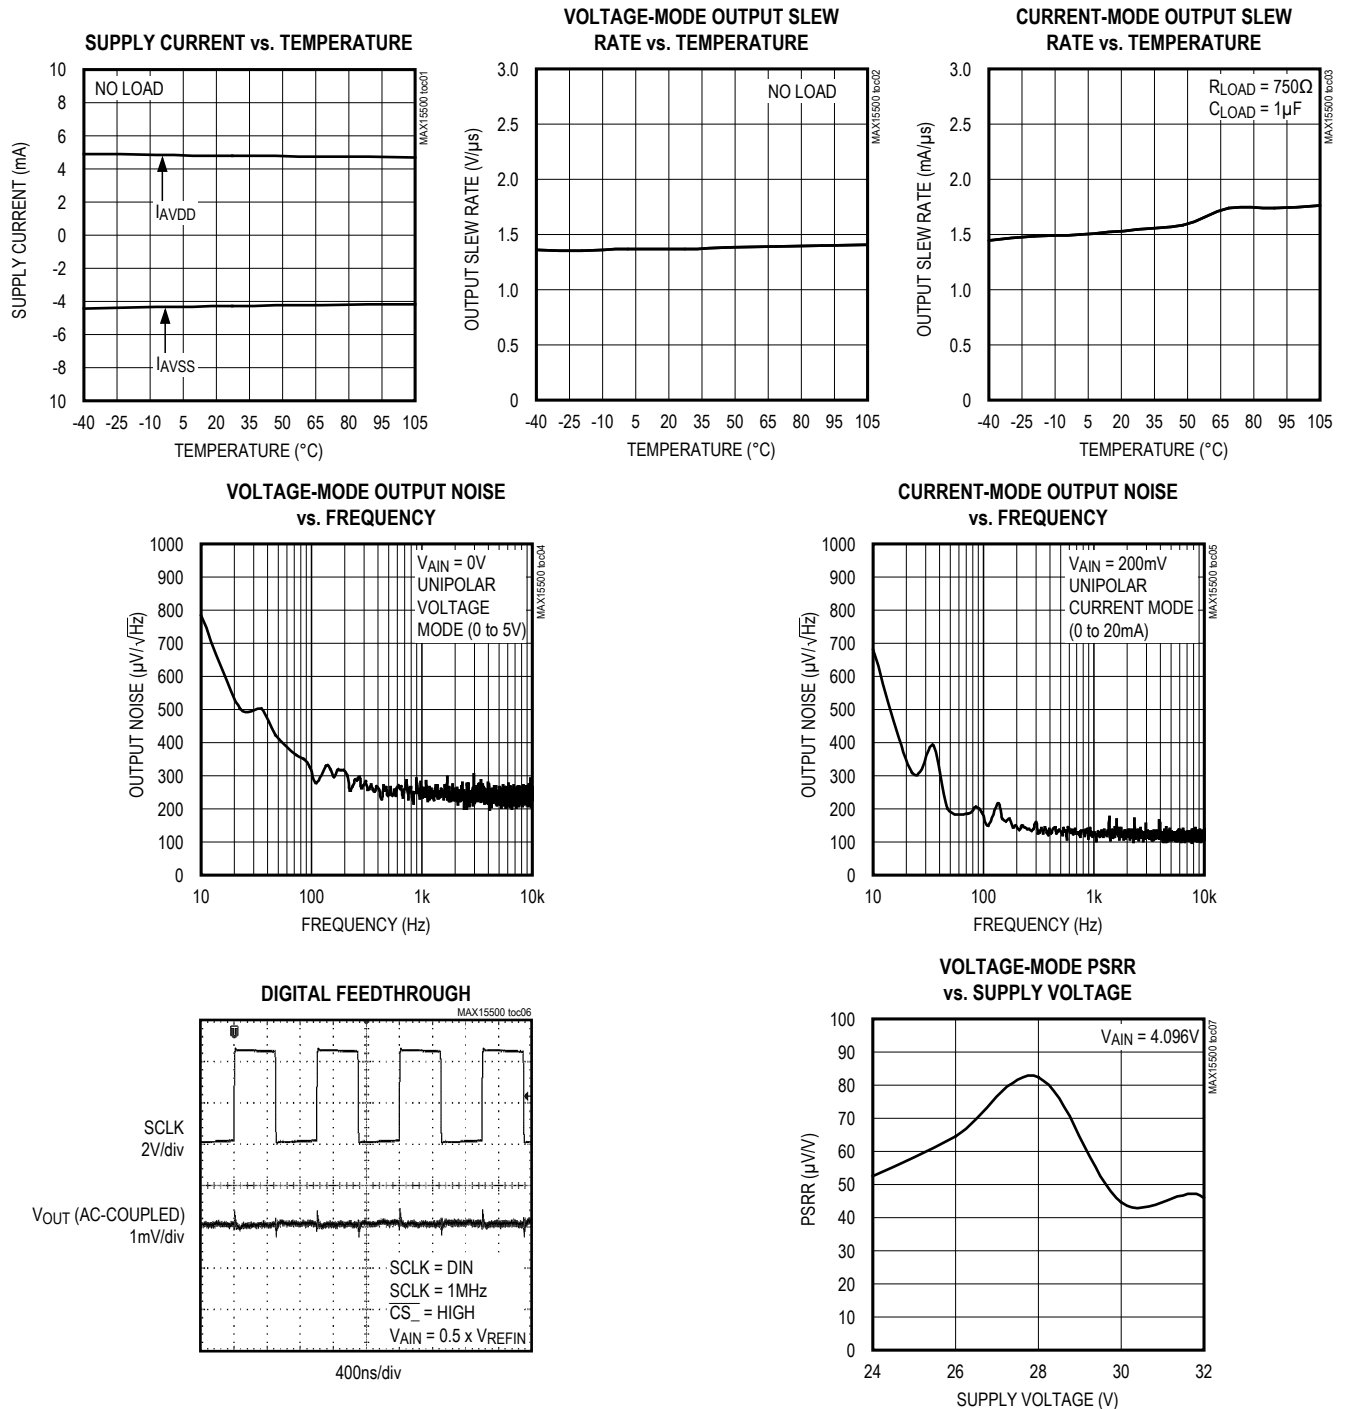 SUPPLY CURRENT vs. TEMPERATURE
10
8
6
4
2
0
-2
-4
-6
-8
10
SUPPLY CURRENT (mA)
NO LOAD
IAVDD
IAVSS
MAX15500 toc01
-40 -25 -10 5 20 35 50 65 80 95 105
TEMPERATURE (°C)
VOLTAGE-MODE OUTPUT SLEW
RATE vs. TEMPERATURE
3.0
2.5
2.0
1.5
1.0
0.5
0
OUTPUT SLEW RATE (V/µs)
NO LOAD
MAX15500 toc02
-40 -25 -10 5 20 35 50 65 80 95 105
TEMPERATURE (°C)
CURRENT-MODE OUTPUT SLEW
RATE vs. TEMPERATURE
3.0
2.5
2.0
1.5
1.0
0.5
0
OUTPUT SLEW RATE (mA/µs)
RLOAD = 750Ω
CLOAD = 1µF
MAX15500 toc03
-40 -25 -10 5 20 35 50 65 80 95 105
TEMPERATURE (°C)
VOLTAGE-MODE OUTPUT NOISE
vs. FREQUENCY
1000
900
800
700
600
500
400
300
200
100
0
OUTPUT NOISE (µV/√Hz)
VAIN = 0V
UNIPOLAR
VOLTAGE
MODE (0 to 5V)
MAX15500 toc04
10 100 1k 10k
FREQUENCY (Hz)
CURRENT-MODE OUTPUT NOISE
vs. FREQUENCY
1000
900
800
700
600
500
400
300
200
100
0
OUTPUT NOISE (µV/√Hz)
VAIN = 200mV
UNIPOLAR
CURRENT MODE
(0 to 20mA)
MAX15500 toc05
10 100 1k 10k
FREQUENCY (Hz)
DIGITAL FEEDTHROUGH
MAX15500 toc06
SCLK
2V/div
VOUT (AC-COUPLED)
1mV/div
SCLK = DIN
SCLK = 1MHz
C̅S̅_̅ = HIGH
VAIN = 0.5 x VREFIN
400ns/div
VOLTAGE-MODE PSRR
vs. SUPPLY VOLTAGE
100
90
80
70
60
50
40
30
20
10
0
PSRR (µV/V)
VAIN = 4.096V
MAX15500 toc07
24 26 28 30 32
SUPPLY VOLTAGE (V)